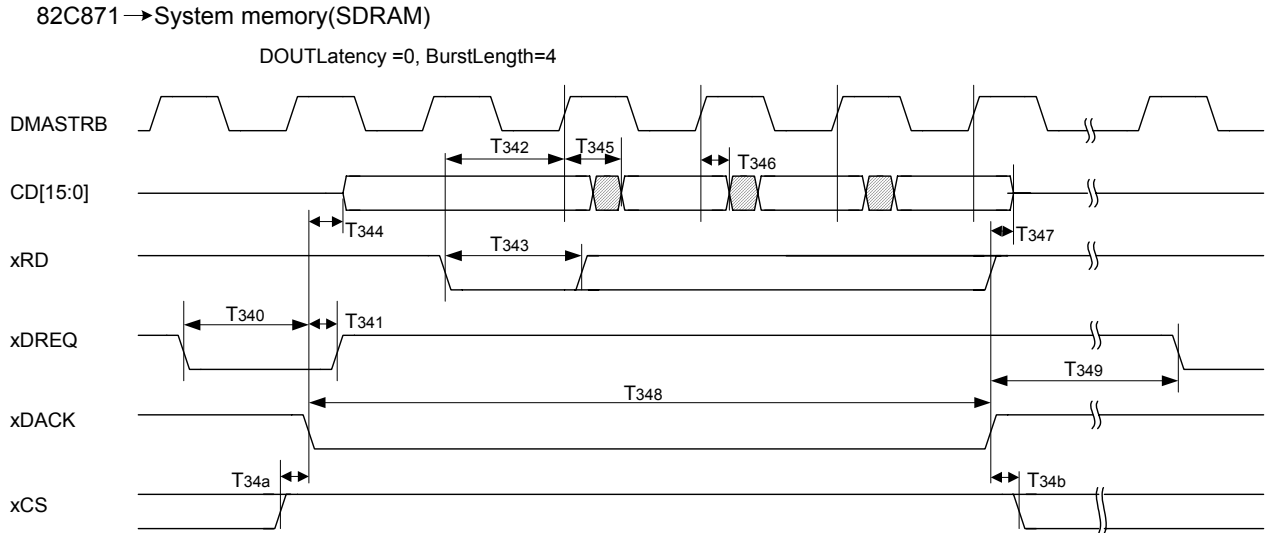 82C871→System memory(SDRAM)
DOUTLatency =0, BurstLength=4
DMASTRB
T342
T345
T346
CD[15:0]
T344
T347
T343
xRD
T340
T341
xDREQ
T349
T348
xDACK
T34a
T34b
xCS